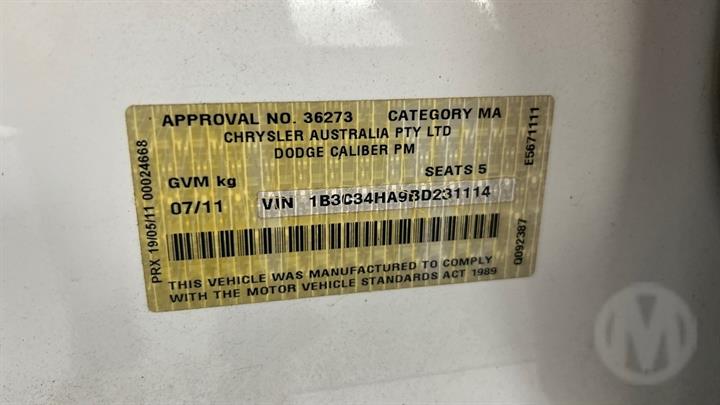 APPROVAL NO. 36273 CATEGORY MA
CHRYSLER AUSTRALIA PTY LTD
DODGE CALIBER PM
SEATS 5
GVM kg
07/11 VIN 1B3C34HA9BD231114
THIS VEHICLE WAS MANUFACTURED TO COMPLY
WITH THE MOTOR VEHICLE STANDARDS ACT 1989
PRX 19/05/11 00024668
E5671111
Q092387
M